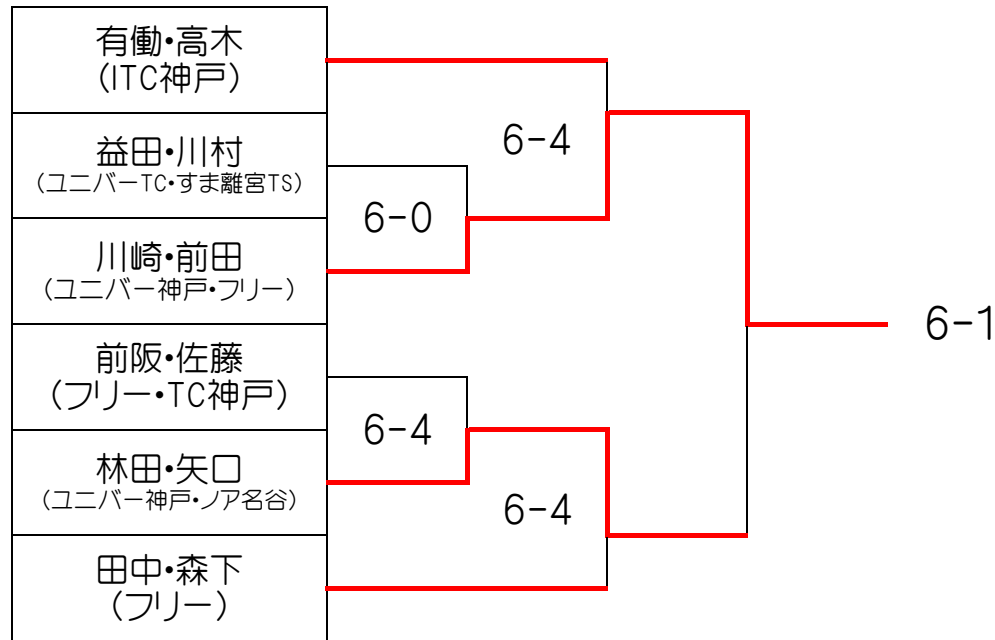 有働・高木
(ITC神戸)
益田・川村
(ユニバーTC・すま離宮TS)
川崎・前田
(ユニバー神戸・フリー)
前阪・佐藤
(フリー・TC神戸)
林田・矢口
(ユニバー神戸・ノア名谷)
田中・森下
(フリー)
6-4
6-0
6-4
6-4
6-1